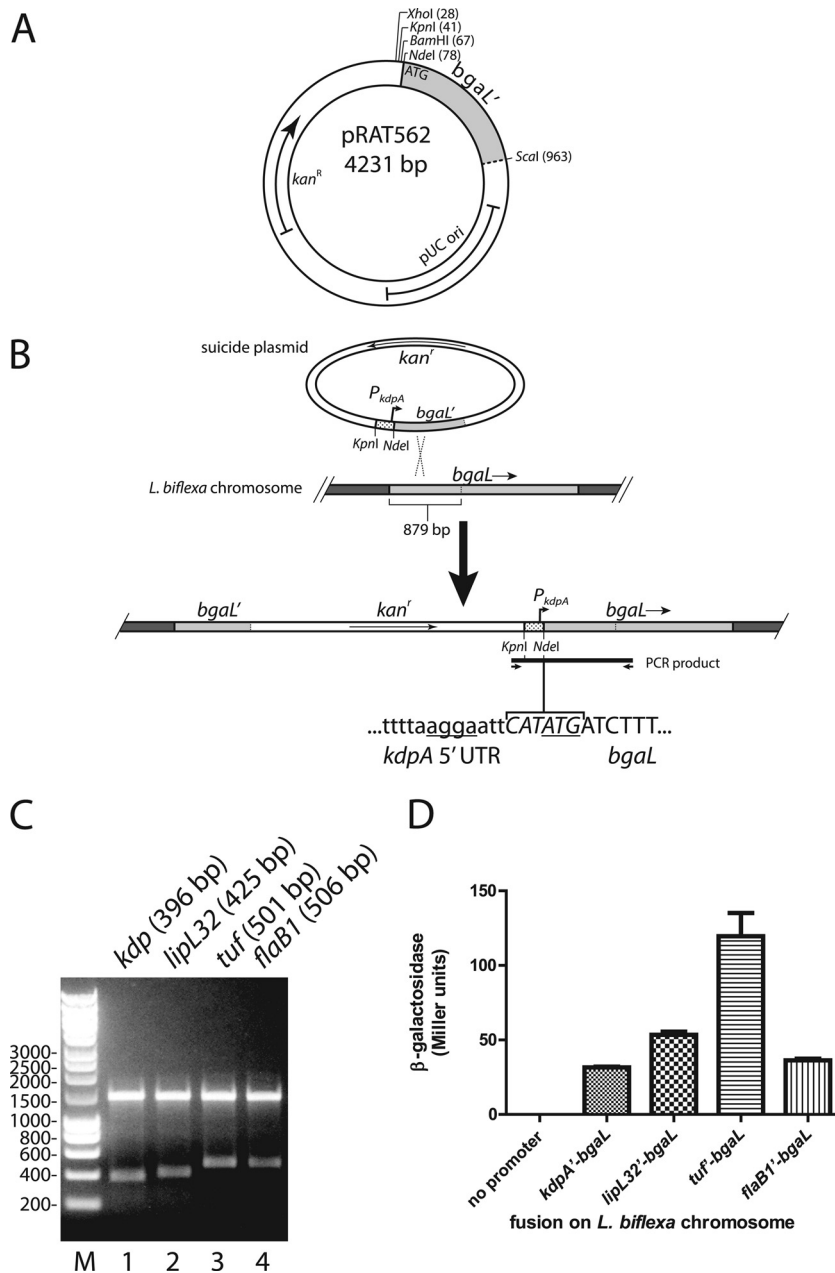 A
XhoI (28)
KpnI (41)
BamHI (67)
NdeI (78)
ATG
bgaL′
pRAT562
4231 bp
ScaI (963)
kanR
pUC ori
B
suicide plasmid
kanr
PkdpA
bgaL′
KpnI NdeI
bgaL
L. biflexa chromosome
879 bp
PkdpA
bgaL′ kanr bgaL
KpnI NdeI
PCR product
...ttttaaggaattCATATGATCTTT...
kdpA 5′ UTR bgaL
C
kdp (396 bp)
lipL32 (425 bp)
tuf (501 bp)
flaB1 (506 bp)
3000-
2500-
2000-
1500-
1000-
800-
600-
400-
200-
M 1 2 3 4
D
β-galactosidase
(Miller units)
150
100
50
0
no promoter
kdpA'-bgaL
lipL32'-bgaL
tuf'-bgaL
flaB1'-bgaL
fusion on L. biflexa chromosome